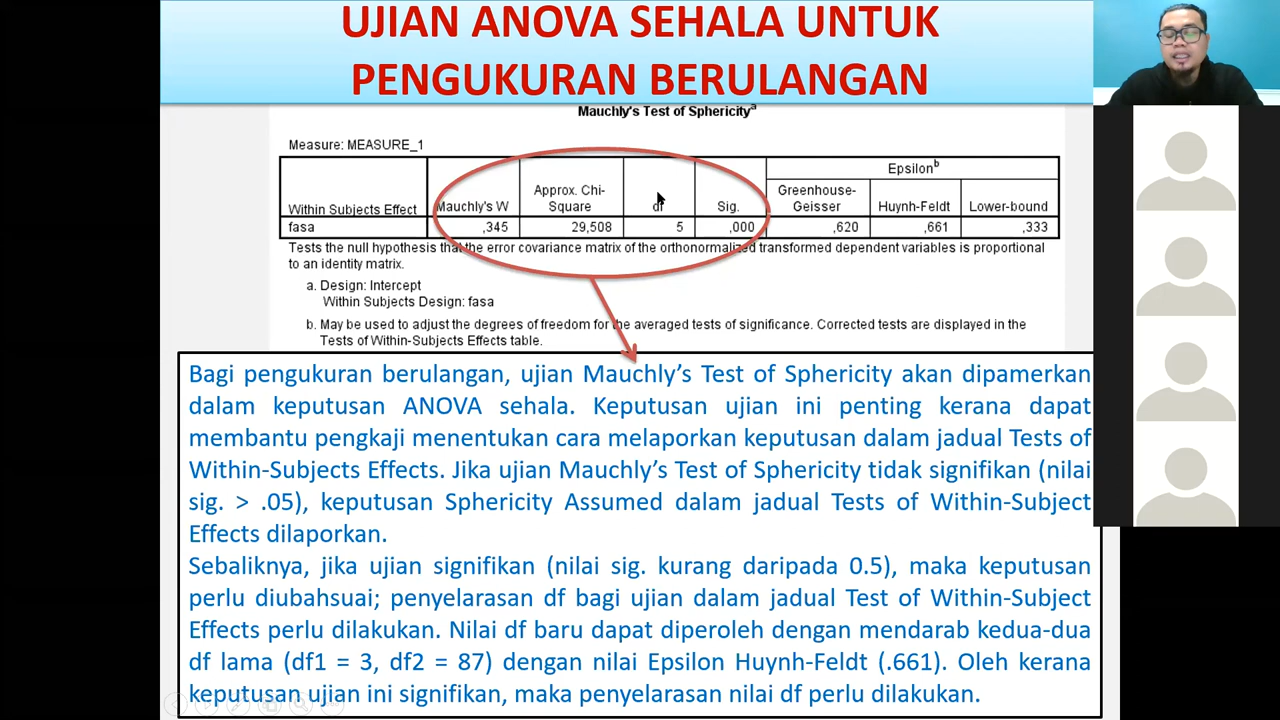 UJIAN ANOVA SEHALA UNTUK
PENGUKURAN BERULANGAN
Mauchly's Test of Sphericityᵃ
Measure: MEASURE_1
Epsilonᵇ
Within Subjects Effect Mauchly's W Approx. Chi-Square df Sig. Greenhouse-Geisser Huynh-Feldt Lower-bound
fasa ,345 29,508 5 ,000 ,620 ,661 ,333
Tests the null hypothesis that the error covariance matrix of the orthonormalized transformed dependent variables is proportional
to an identity matrix.
a. Design: Intercept
Within Subjects Design: fasa
b. May be used to adjust the degrees of freedom for the averaged tests of significance. Corrected tests are displayed in the
Tests of Within-Subjects Effects table.
Bagi pengukuran berulangan, ujian Mauchly’s Test of Sphericity akan dipamerkan
dalam keputusan ANOVA sehala. Keputusan ujian ini penting kerana dapat
membantu pengkaji menentukan cara melaporkan keputusan dalam jadual Tests of
Within-Subjects Effects. Jika ujian Mauchly’s Test of Sphericity tidak signifikan (nilai
sig. > .05), keputusan Sphericity Assumed dalam jadual Tests of Within-Subject
Effects dilaporkan.
Sebaliknya, jika ujian signifikan (nilai sig. kurang daripada 0.5), maka keputusan
perlu diubahsuai; penyelarasan df bagi ujian dalam jadual Test of Within-Subject
Effects perlu dilakukan. Nilai df baru dapat diperoleh dengan mendarab kedua-dua
df lama (df1 = 3, df2 = 87) dengan nilai Epsilon Huynh-Feldt (.661). Oleh kerana
keputusan ujian ini signifikan, maka penyelarasan nilai df perlu dilakukan.